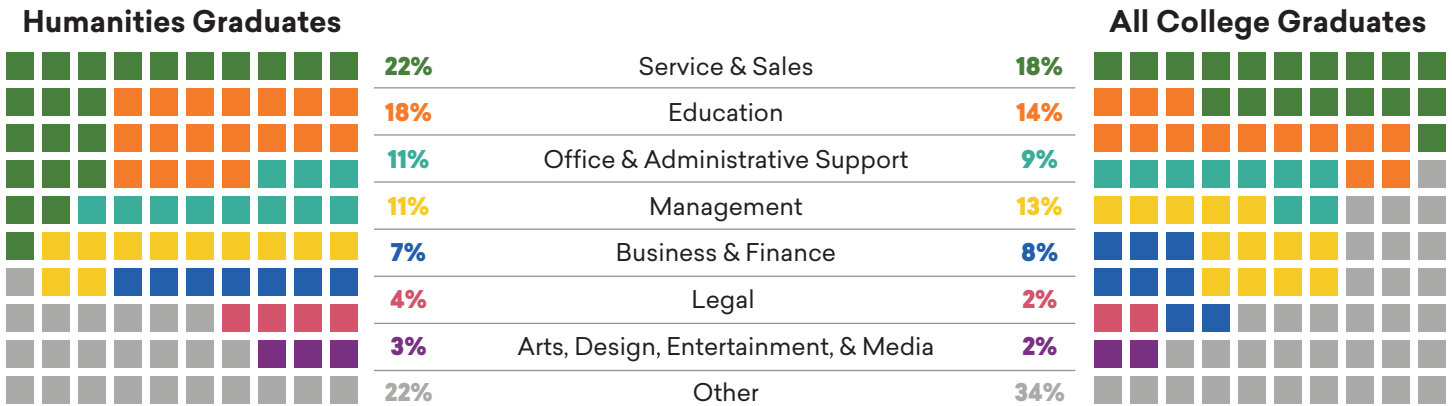 Humanities Graduates
All College Graduates
22% Service & Sales 18%
18% Education 14%
11% Office & Administrative Support 9%
11% Management 13%
7% Business & Finance 8%
4% Legal 2%
3% Arts, Design, Entertainment, & Media 2%
22% Other 34%